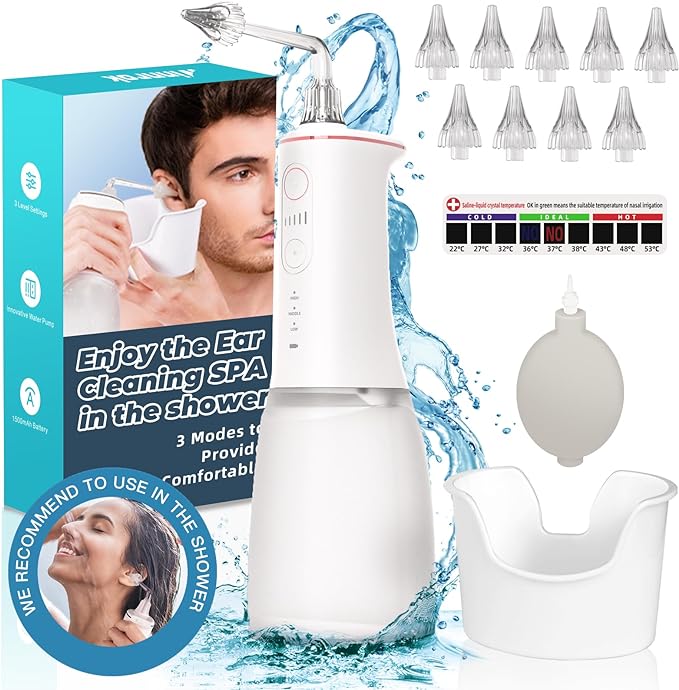 3 Level Settings
Innovative Water Pump
1500mAh Battery
Enjoy the Ear
Cleaning SPA
in the shower
3 Modes to
Provide
Comfortable
WE RECOMMEND TO USE IN THE SHOWER
HIGH
MIDDLE
LOW
Saline-liquid crystal temperature OK in green means the suitable temperature of nasal irrigation
COLD IDEAL HOT
NO NO
22°C 27°C 32°C 36°C 37°C 38°C 43°C 48°C 53°C